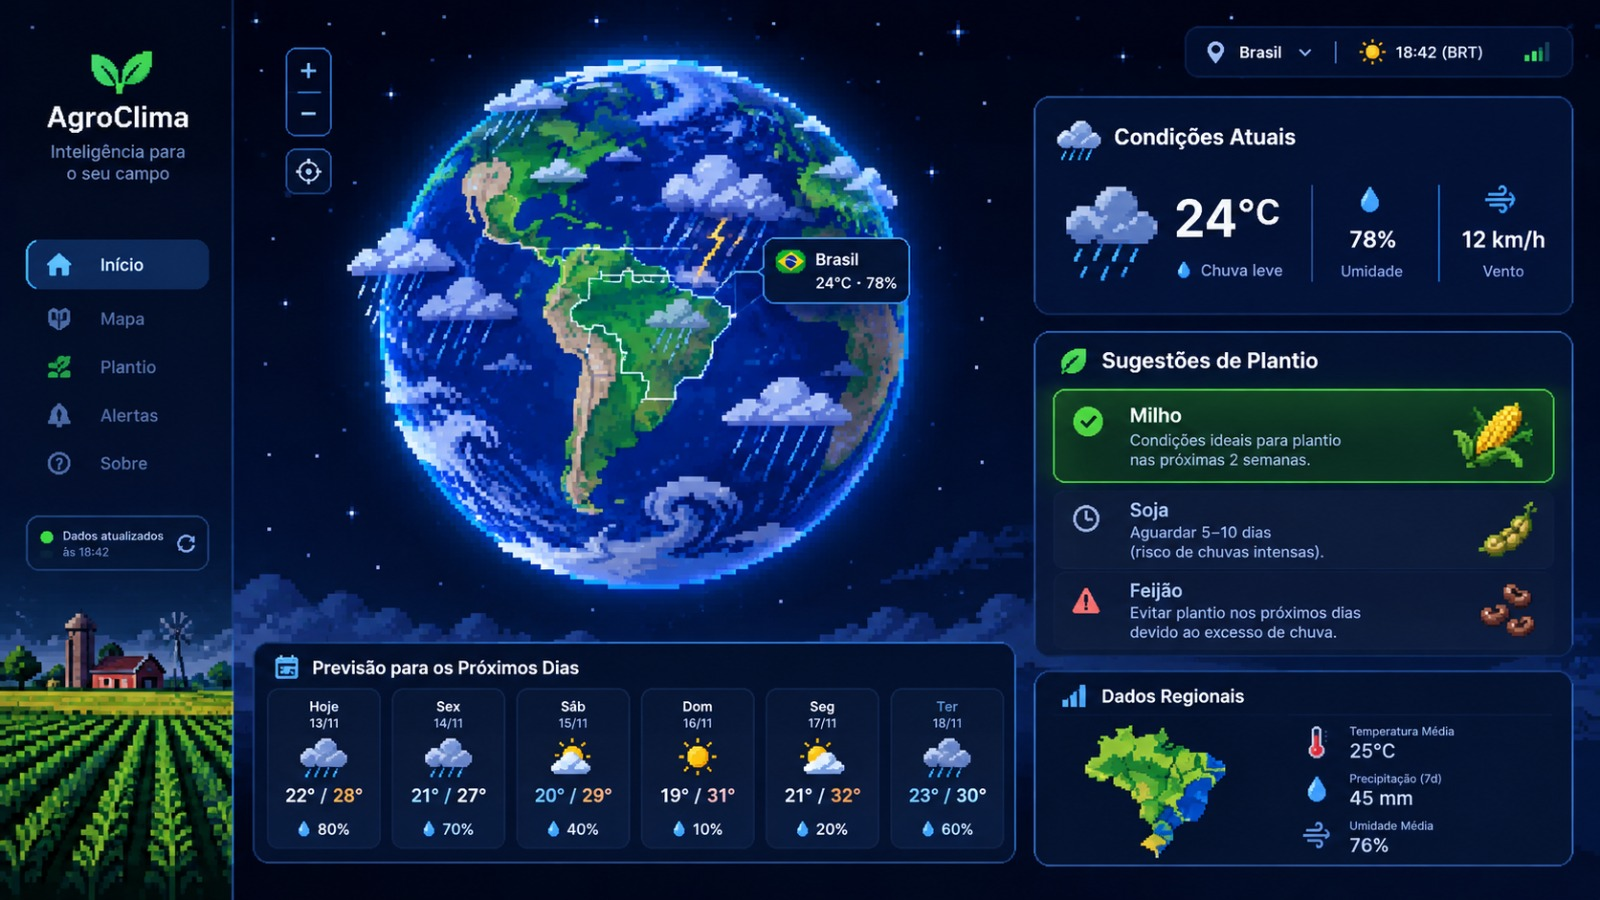 AgroClima
Inteligência para
o seu campo
Início
Mapa
Plantio
Alertas
Sobre
Dados atualizados
às 18:42
+
−
Brasil
24°C · 78%
Brasil
18:42 (BRT)
Condições Atuais
24°C
Chuva leve
78%
Umidade
12 km/h
Vento
Sugestões de Plantio
Milho
Condições ideais para plantio
nas próximas 2 semanas.
Soja
Aguardar 5–10 dias
(risco de chuvas intensas).
Feijão
Evitar plantio nos próximos dias
devido ao excesso de chuva.
Previsão para os Próximos Dias
Hoje
13/11
22° / 28°
80%
Sex
14/11
21° / 27°
70%
Sáb
15/11
20° / 29°
40%
Dom
16/11
19° / 31°
10%
Seg
17/11
21° / 32°
20%
Ter
18/11
23° / 30°
60%
Dados Regionais
Temperatura Média
25°C
Precipitação (7d)
45 mm
Umidade Média
76%